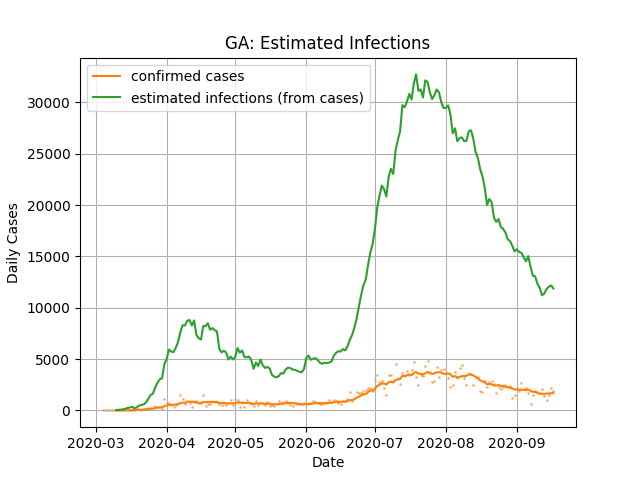 GA: Estimated Infections
confirmed cases
estimated infections (from cases)
30000
25000
20000
15000
10000
5000
0
Daily Cases
2020-03 2020-04 2020-05 2020-06 2020-07 2020-08 2020-09
Date